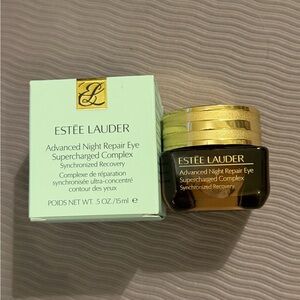 ESTĒE LAUDER
Advanced Night Repair Eye
Supercharged Complex
Synchronized Recovery
Complexe de réparation
synchronisée ultra-concentré
contour des yeux
POIDS NET WT. .5 OZ./15ml e
ESTĒE LAUDER
Advanced Night Repair Eye
Supercharged Complex
Synchronized Recovery